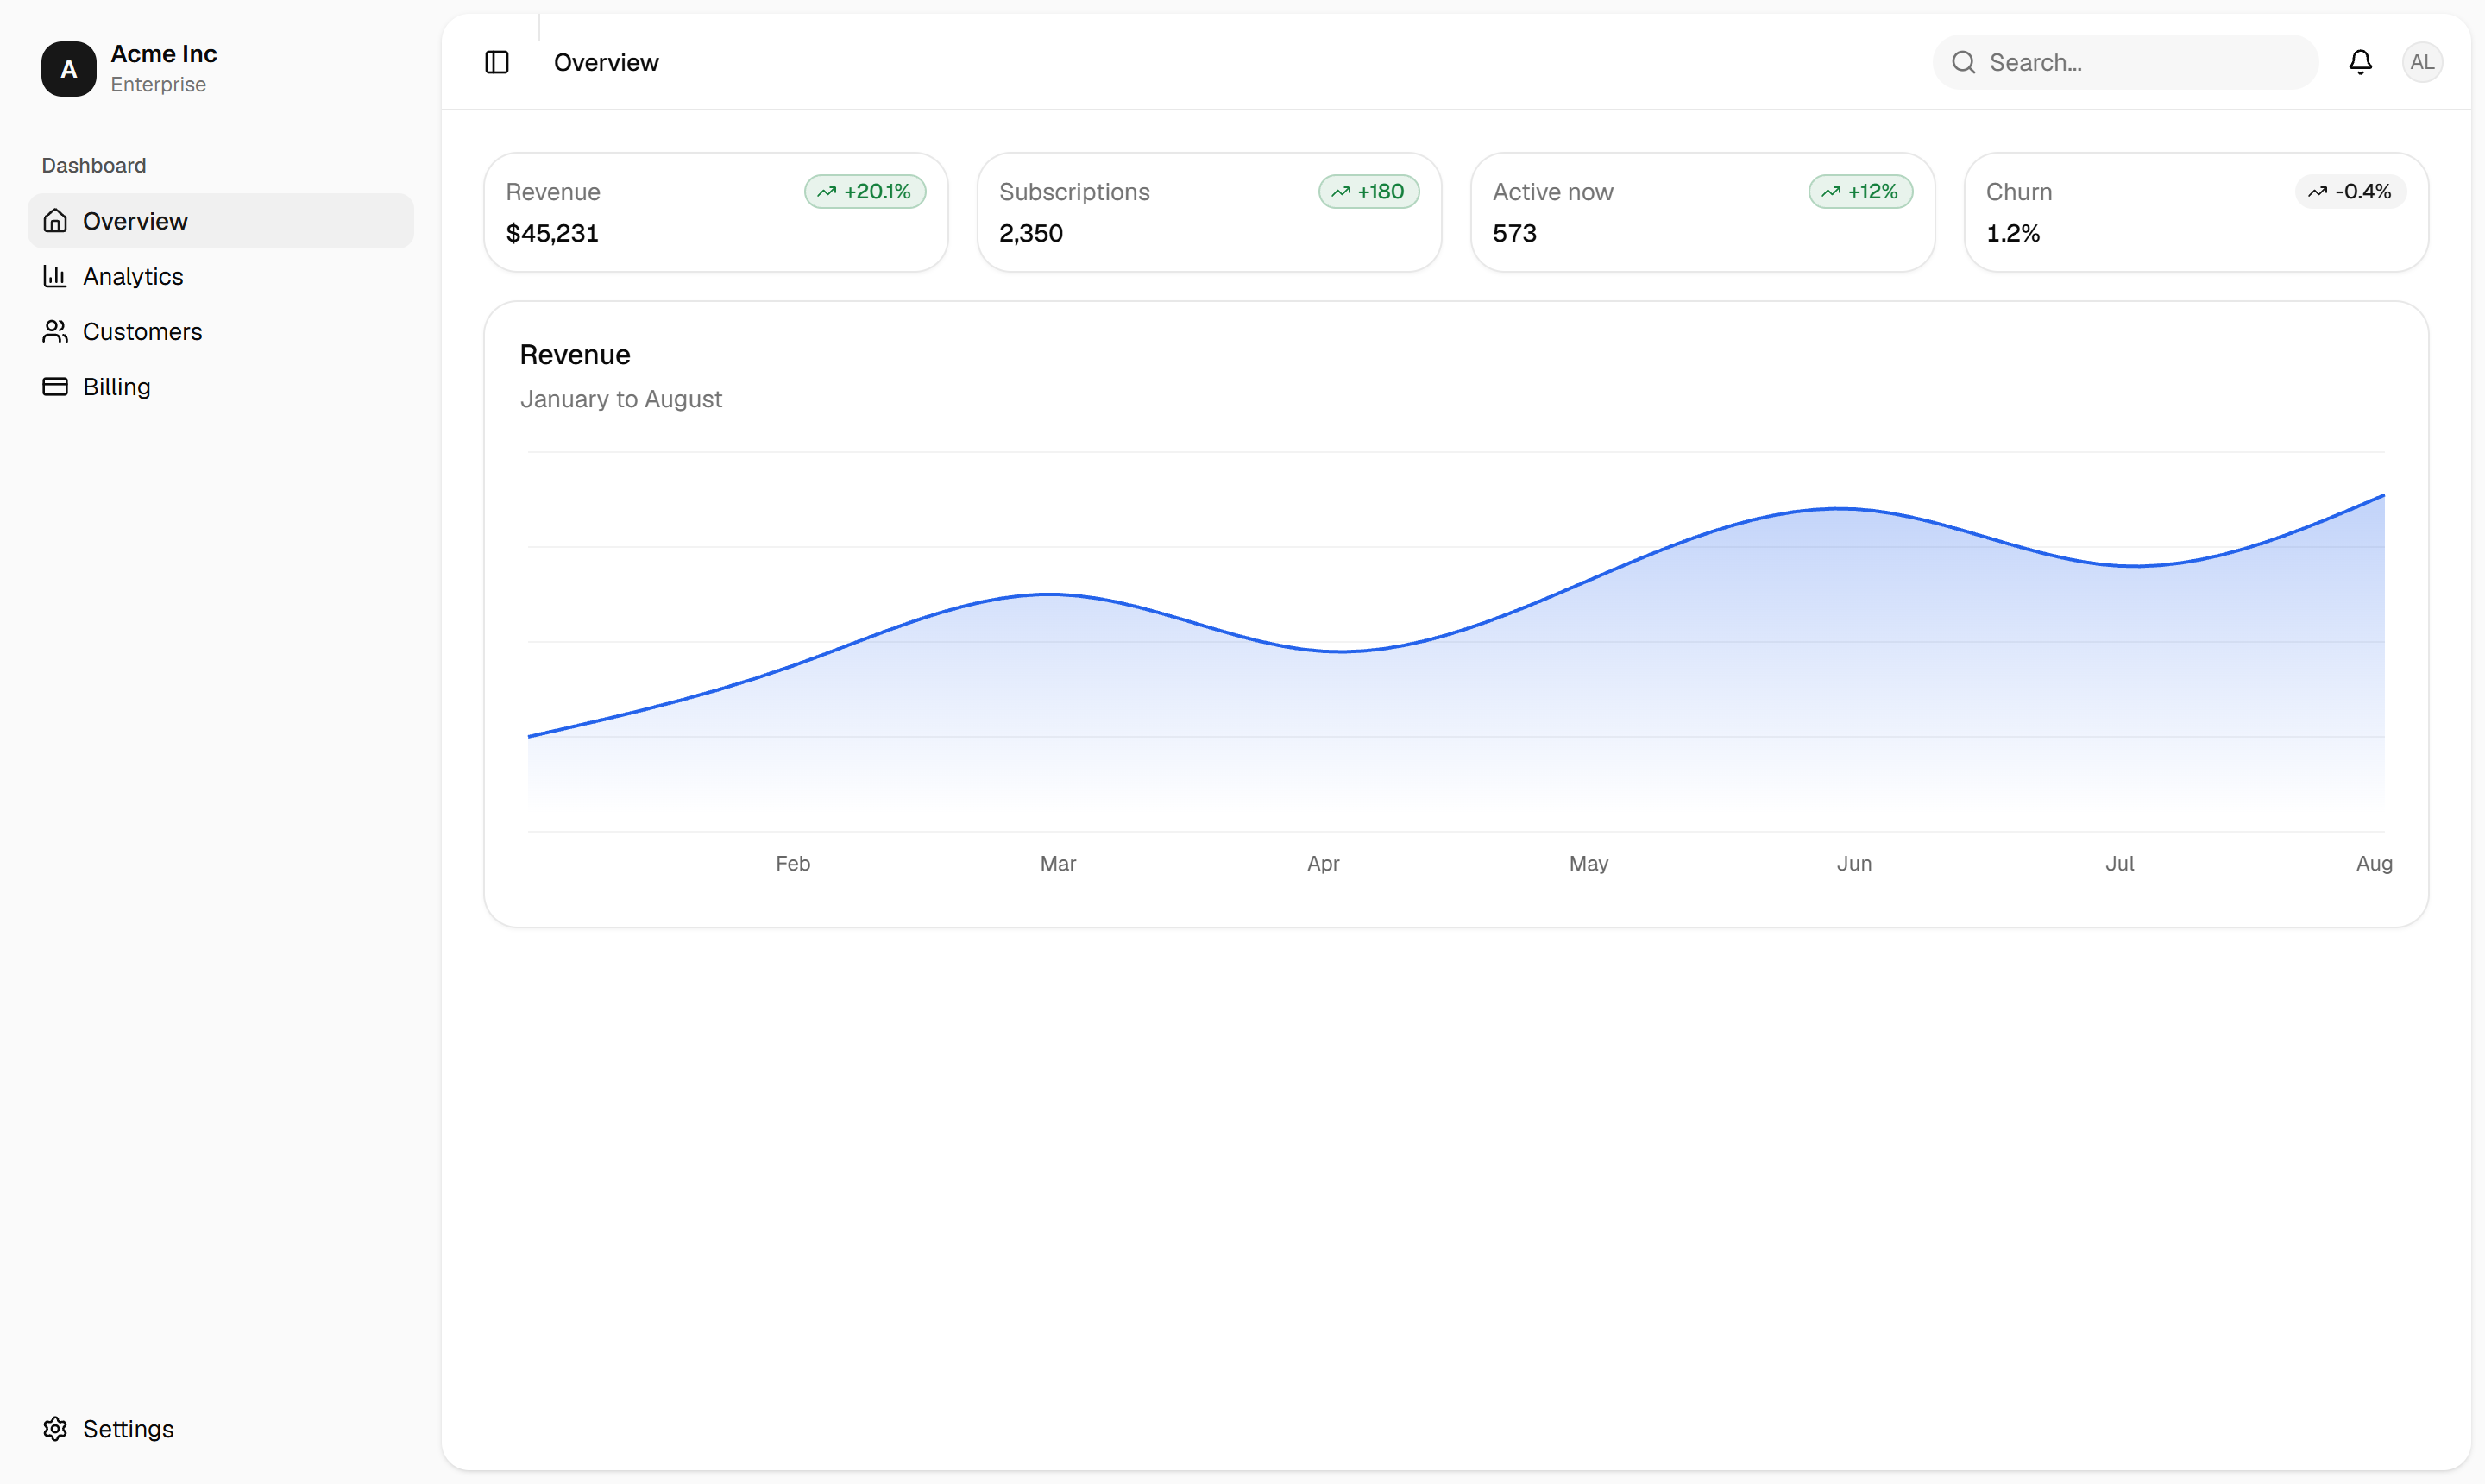 A
Acme Inc
Enterprise
Dashboard
Overview
Analytics
Customers
Billing
Settings
Overview
Search...
AL
Revenue
+20.1%
$45,231
Subscriptions
+180
2,350
Active now
+12%
573
Churn
-0.4%
1.2%
Revenue
January to August
Feb Mar Apr May Jun Jul Aug